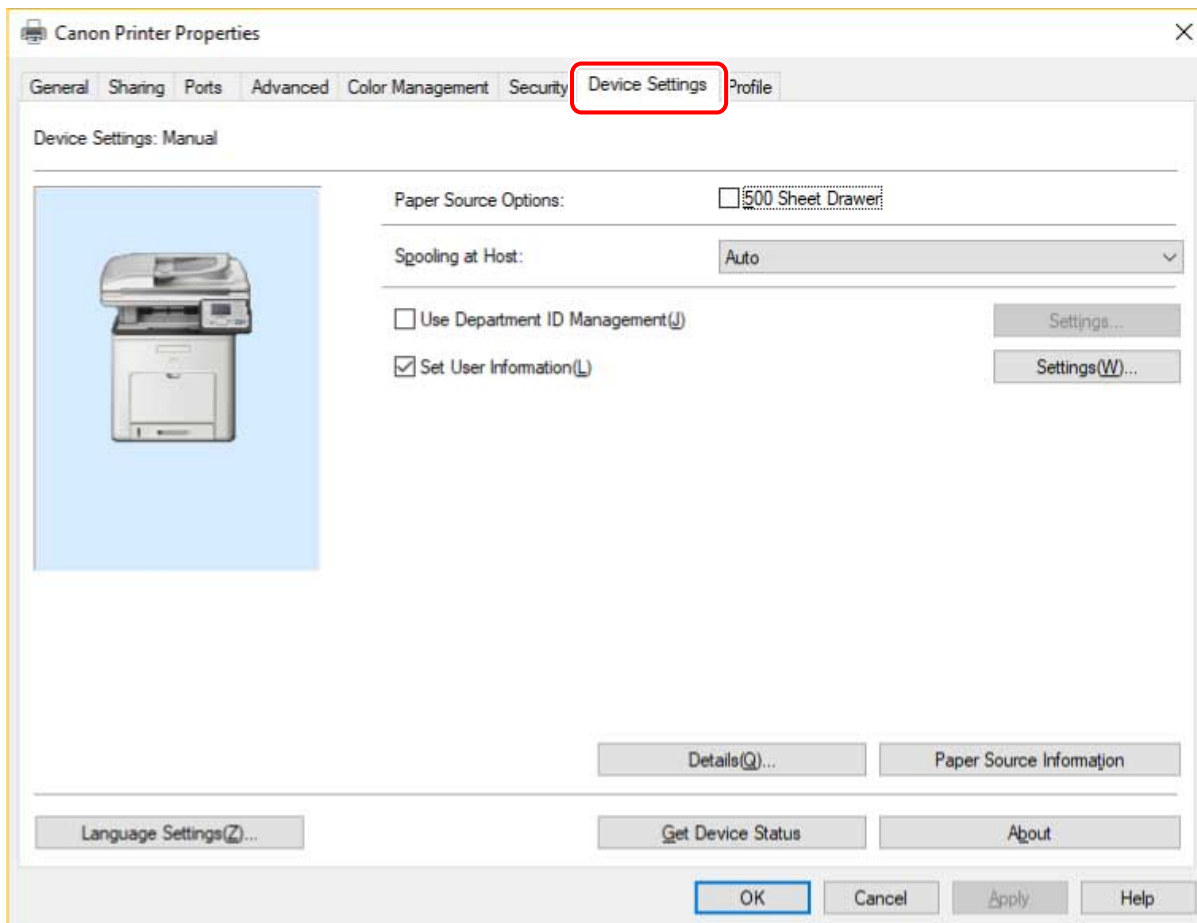 Canon Printer Properties
General Sharing Ports Advanced Color Management Security Device Settings Profile
Device Settings: Manual
Paper Source Options: 500 Sheet Drawer
Spooling at Host: Auto
Use Department ID Management(J) Settings...
Set User Information(L) Settings(W)...
Details(Q)... Paper Source Information
Language Settings(Z)... Get Device Status About
OK Cancel Apply Help